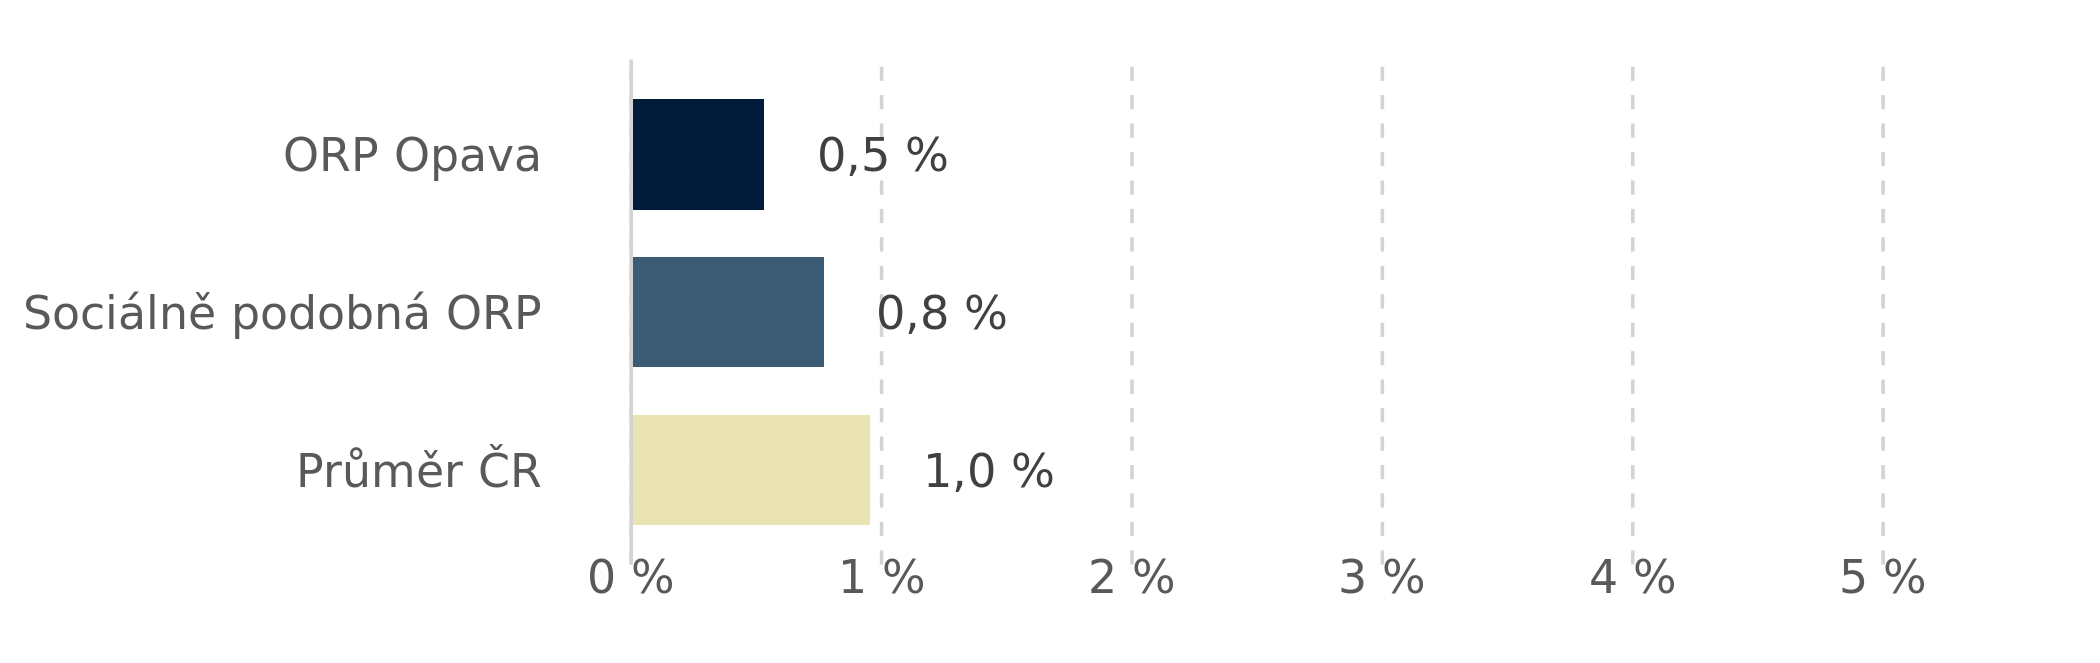 ORP Opava 0,5 %
Sociálně podobná ORP 0,8 %
Průměr ČR 1,0 %
0 % 1 % 2 % 3 % 4 % 5 %